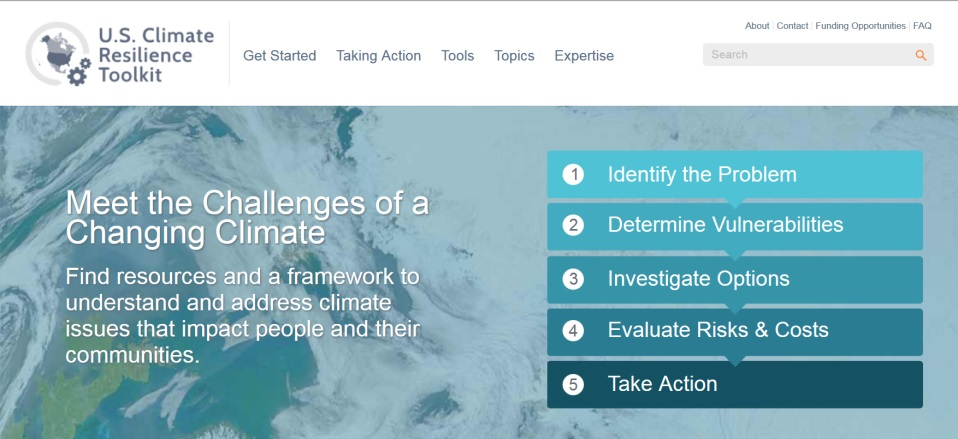 About | Contact | Funding Opportunities | FAQ
U.S. Climate
Resilience
Toolkit
Get Started Taking Action Tools Topics Expertise
Search
Meet the Challenges of a
Changing Climate
Find resources and a framework to
understand and address climate
issues that impact people and their
communities.
1 Identify the Problem
2 Determine Vulnerabilities
3 Investigate Options
4 Evaluate Risks & Costs
5 Take Action